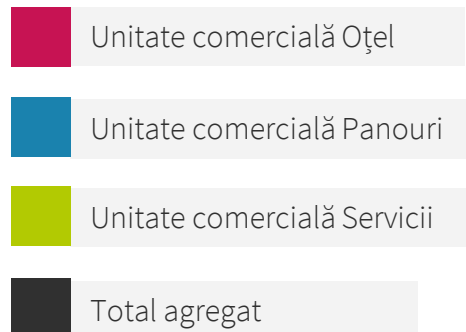 Unitate comercială Oțel
Unitate comercială Panouri
Unitate comercială Servicii
Total agregat